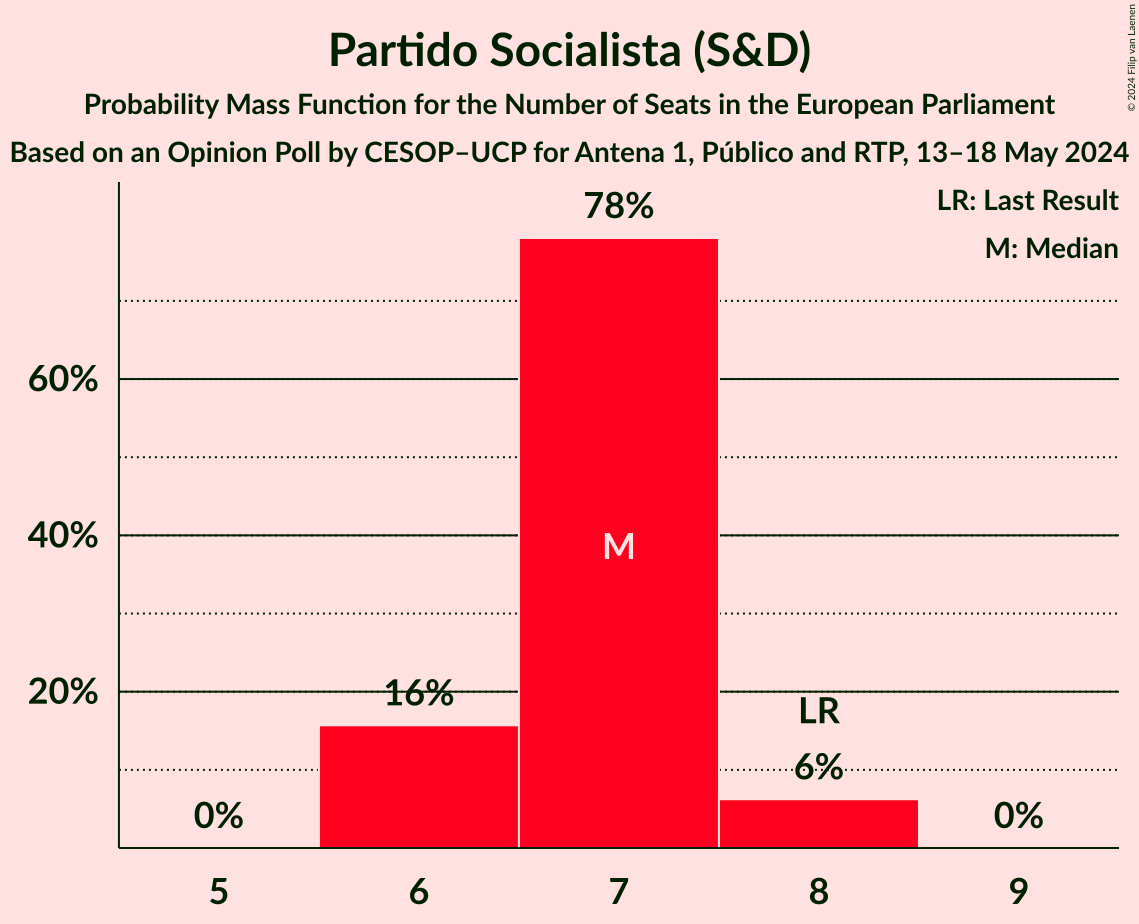 Partido Socialista (S&D)
Probability Mass Function for the Number of Seats in the European Parliament
Based on an Opinion Poll by CESOP–UCP for Antena 1, Público and RTP, 13–18 May 2024
© 2024 Filip van Laenen
LR: Last Result
M: Median
78%
60%
40%
M
20%
16%
LR
6%
0%
0%
5 6 7 8 9